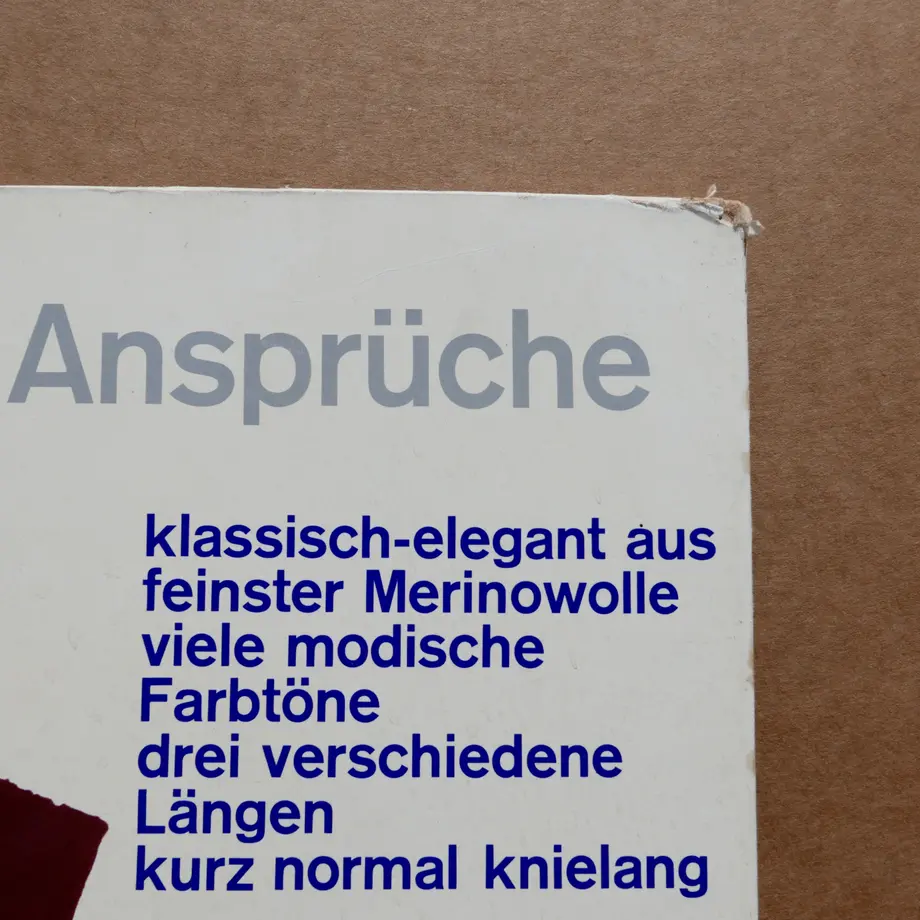 Ansprüche
klassisch-elegant aus
feinster Merinowolle
viele modische
Farbtöne
drei verschiedene
Längen
kurz normal knielang